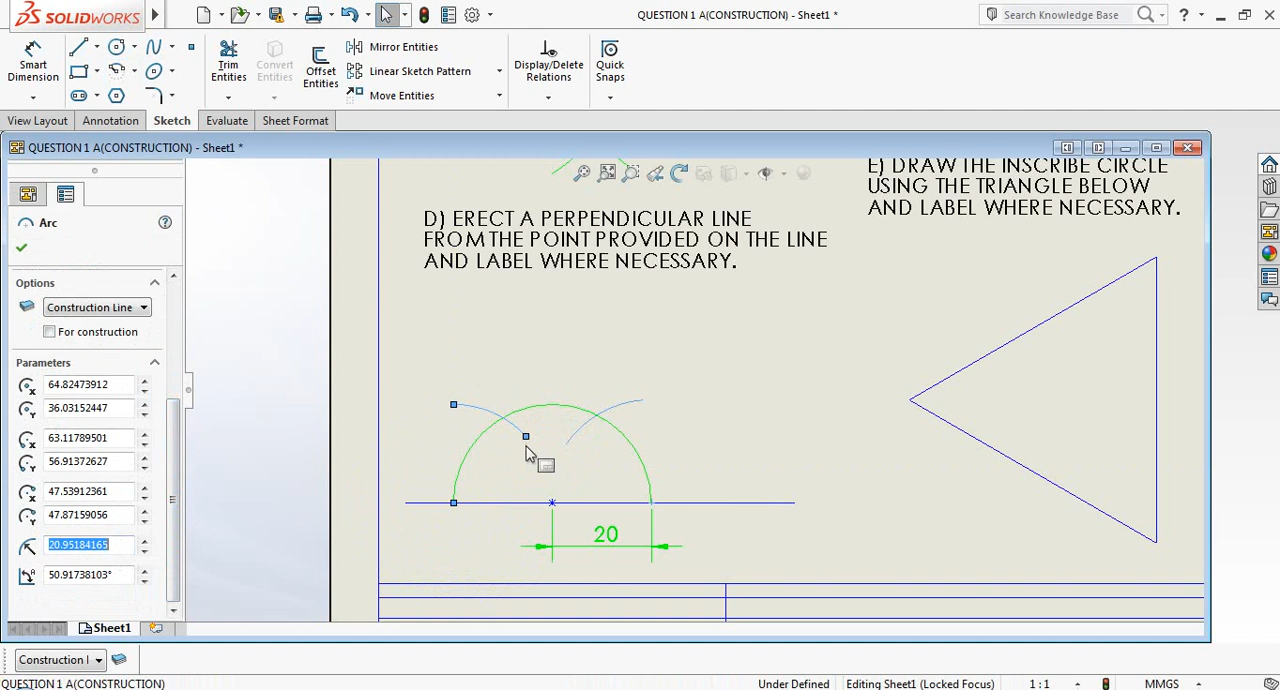 SOLIDWORKS
QUESTION 1 A(CONSTRUCTION) - Sheet1 *
Search Knowledge Base
?
Smart Dimension
Trim Entities
Convert Entities
Offset Entities
Mirror Entities
Linear Sketch Pattern
Move Entities
Display/Delete Relations
Quick Snaps
View Layout
Annotation
Sketch
Evaluate
Sheet Format
QUESTION 1 A(CONSTRUCTION) - Sheet1 *
Arc
?
Options
Construction Line
For construction
Parameters
64.82473912
36.03152447
63.11789501
56.91372627
47.53912361
47.87159056
20.95184165
50.91738103°
D) ERECT A PERPENDICULAR LINE
FROM THE POINT PROVIDED ON THE LINE
AND LABEL WHERE NECESSARY.
20
E) DRAW THE INSCRIBE CIRCLE
USING THE TRIANGLE BELOW
AND LABEL WHERE NECESSARY.
Sheet1
Construction l
QUESTION 1 A(CONSTRUCTION)
Under Defined
Editing Sheet1 (Locked Focus)
1 : 1
MMGS